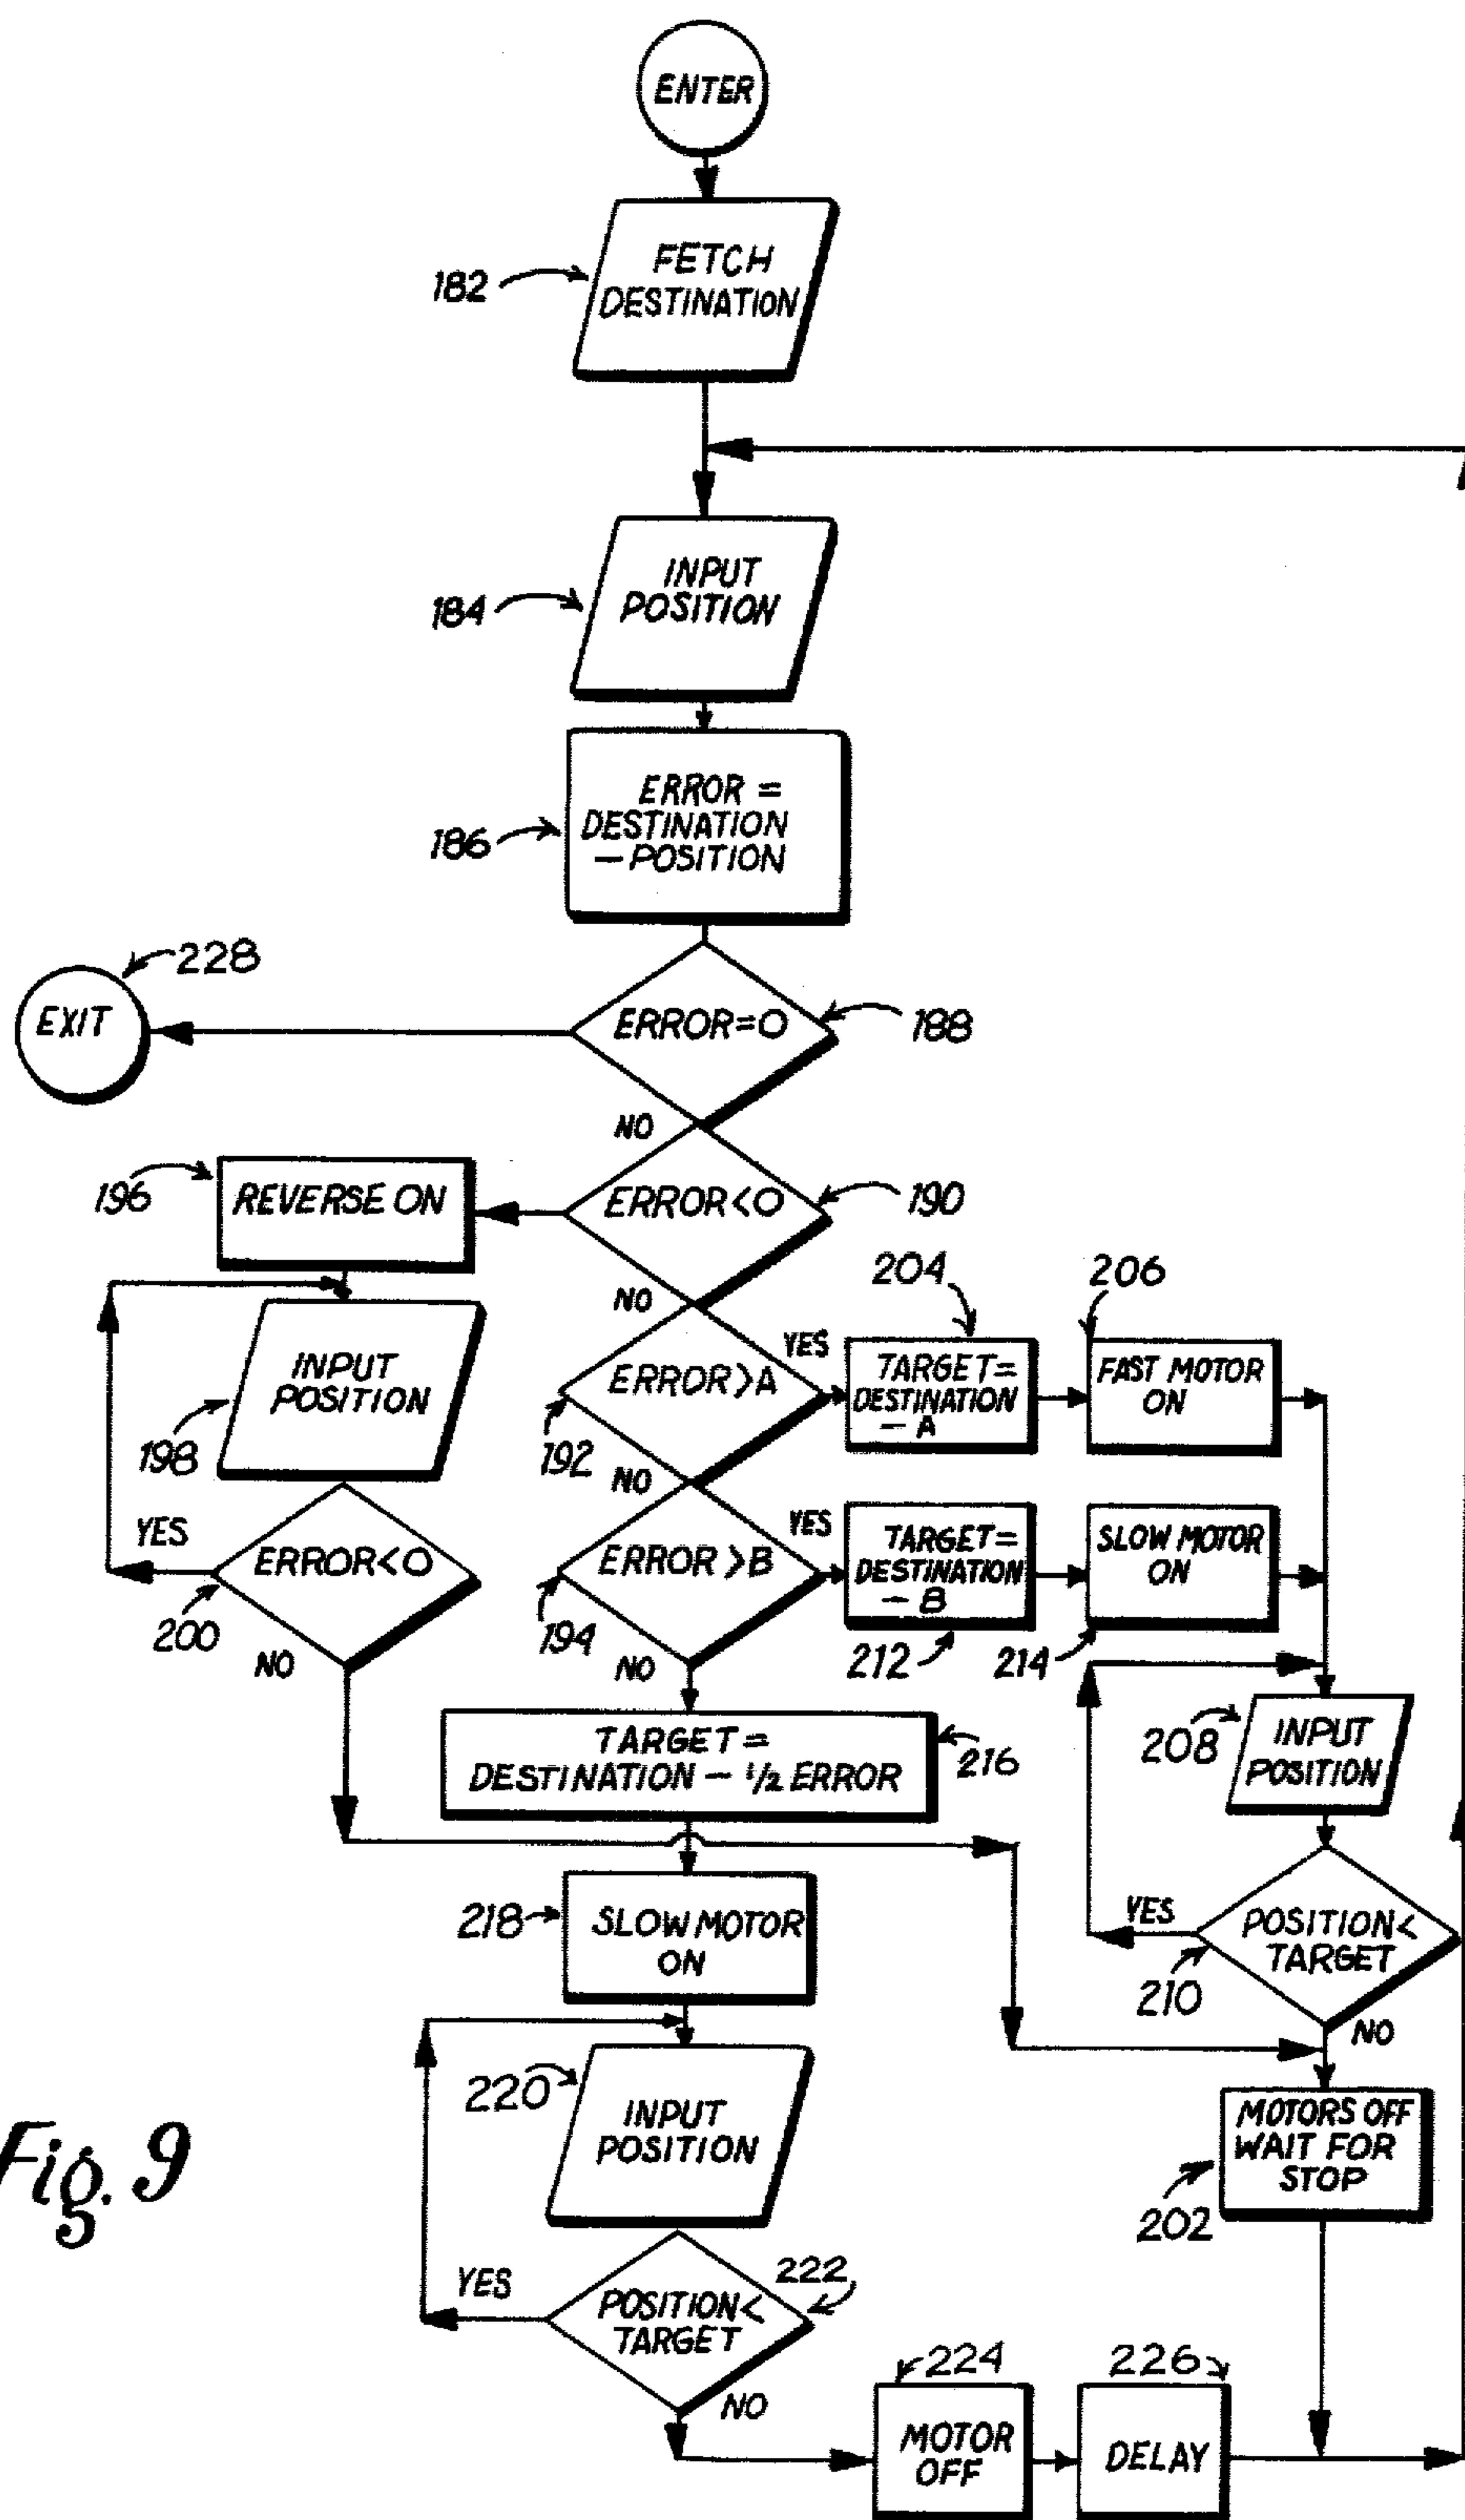 ENTER
182
FETCH
DESTINATION
184
INPUT
POSITION
186
ERROR =
DESTINATION
— POSITION
228
EXIT
ERROR=0
188
NO
196
REVERSE ON
ERROR<0
190
NO
198
INPUT
POSITION
ERROR>A
192
YES
NO
204
TARGET=
DESTINATION
— A
206
FAST MOTOR
ON
YES
ERROR<0
200
NO
ERROR>B
194
YES
NO
TARGET=
DESTINATION
— B
212
SLOW MOTOR
ON
214
TARGET=
DESTINATION — ½ ERROR
216
208
INPUT
POSITION
218
SLOW MOTOR
ON
YES
POSITION<
TARGET
210
NO
220
INPUT
POSITION
MOTORS OFF
WAIT FOR
STOP
202
Fig. 9
YES
POSITION<
TARGET
222
NO
224
MOTOR
OFF
226
DELAY